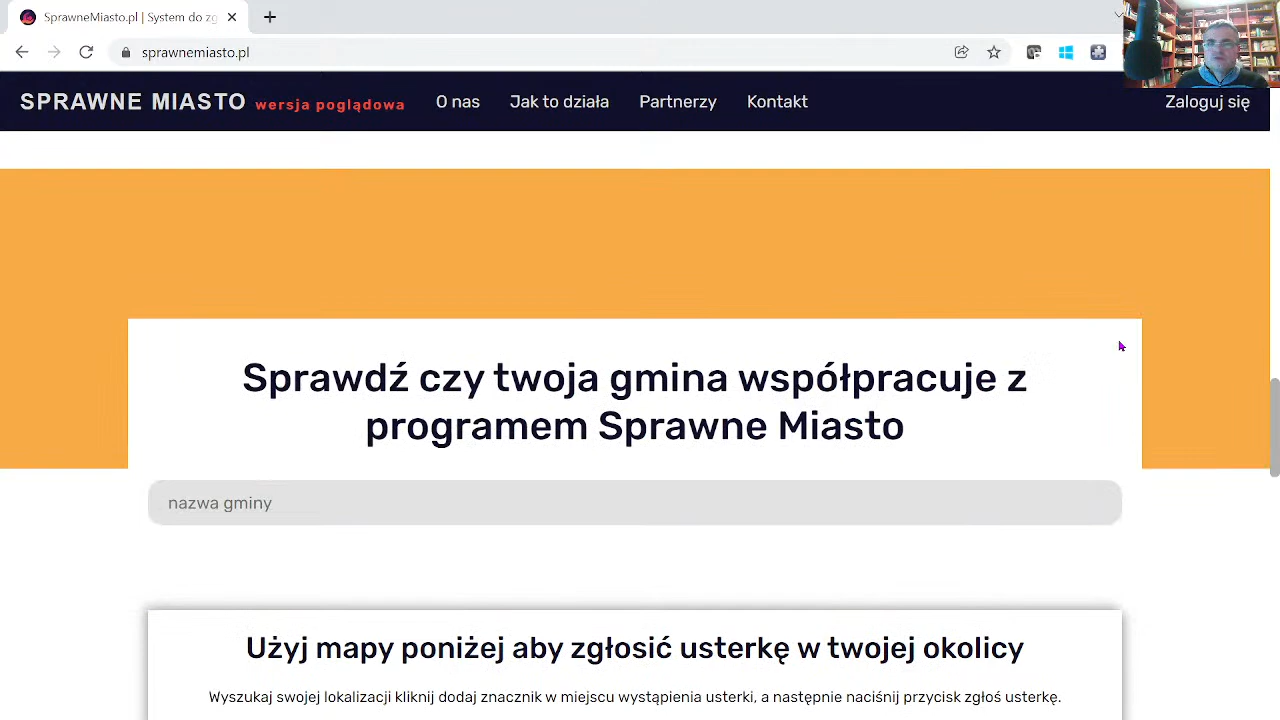 SprawneMiasto.pl | System do zg
sprawnemiasto.pl
SPRAWNE MIASTO wersja poglądowa O nas Jak to działa Partnerzy Kontakt Zaloguj się
Sprawdź czy twoja gmina współpracuje z
programem Sprawne Miasto
nazwa gminy
Użyj mapy poniżej aby zgłosić usterkę w twojej okolicy
Wyszukaj swojej lokalizacji kliknij dodaj znacznik w miejscu wystąpienia usterki, a następnie naciśnij przycisk zgłoś usterkę.